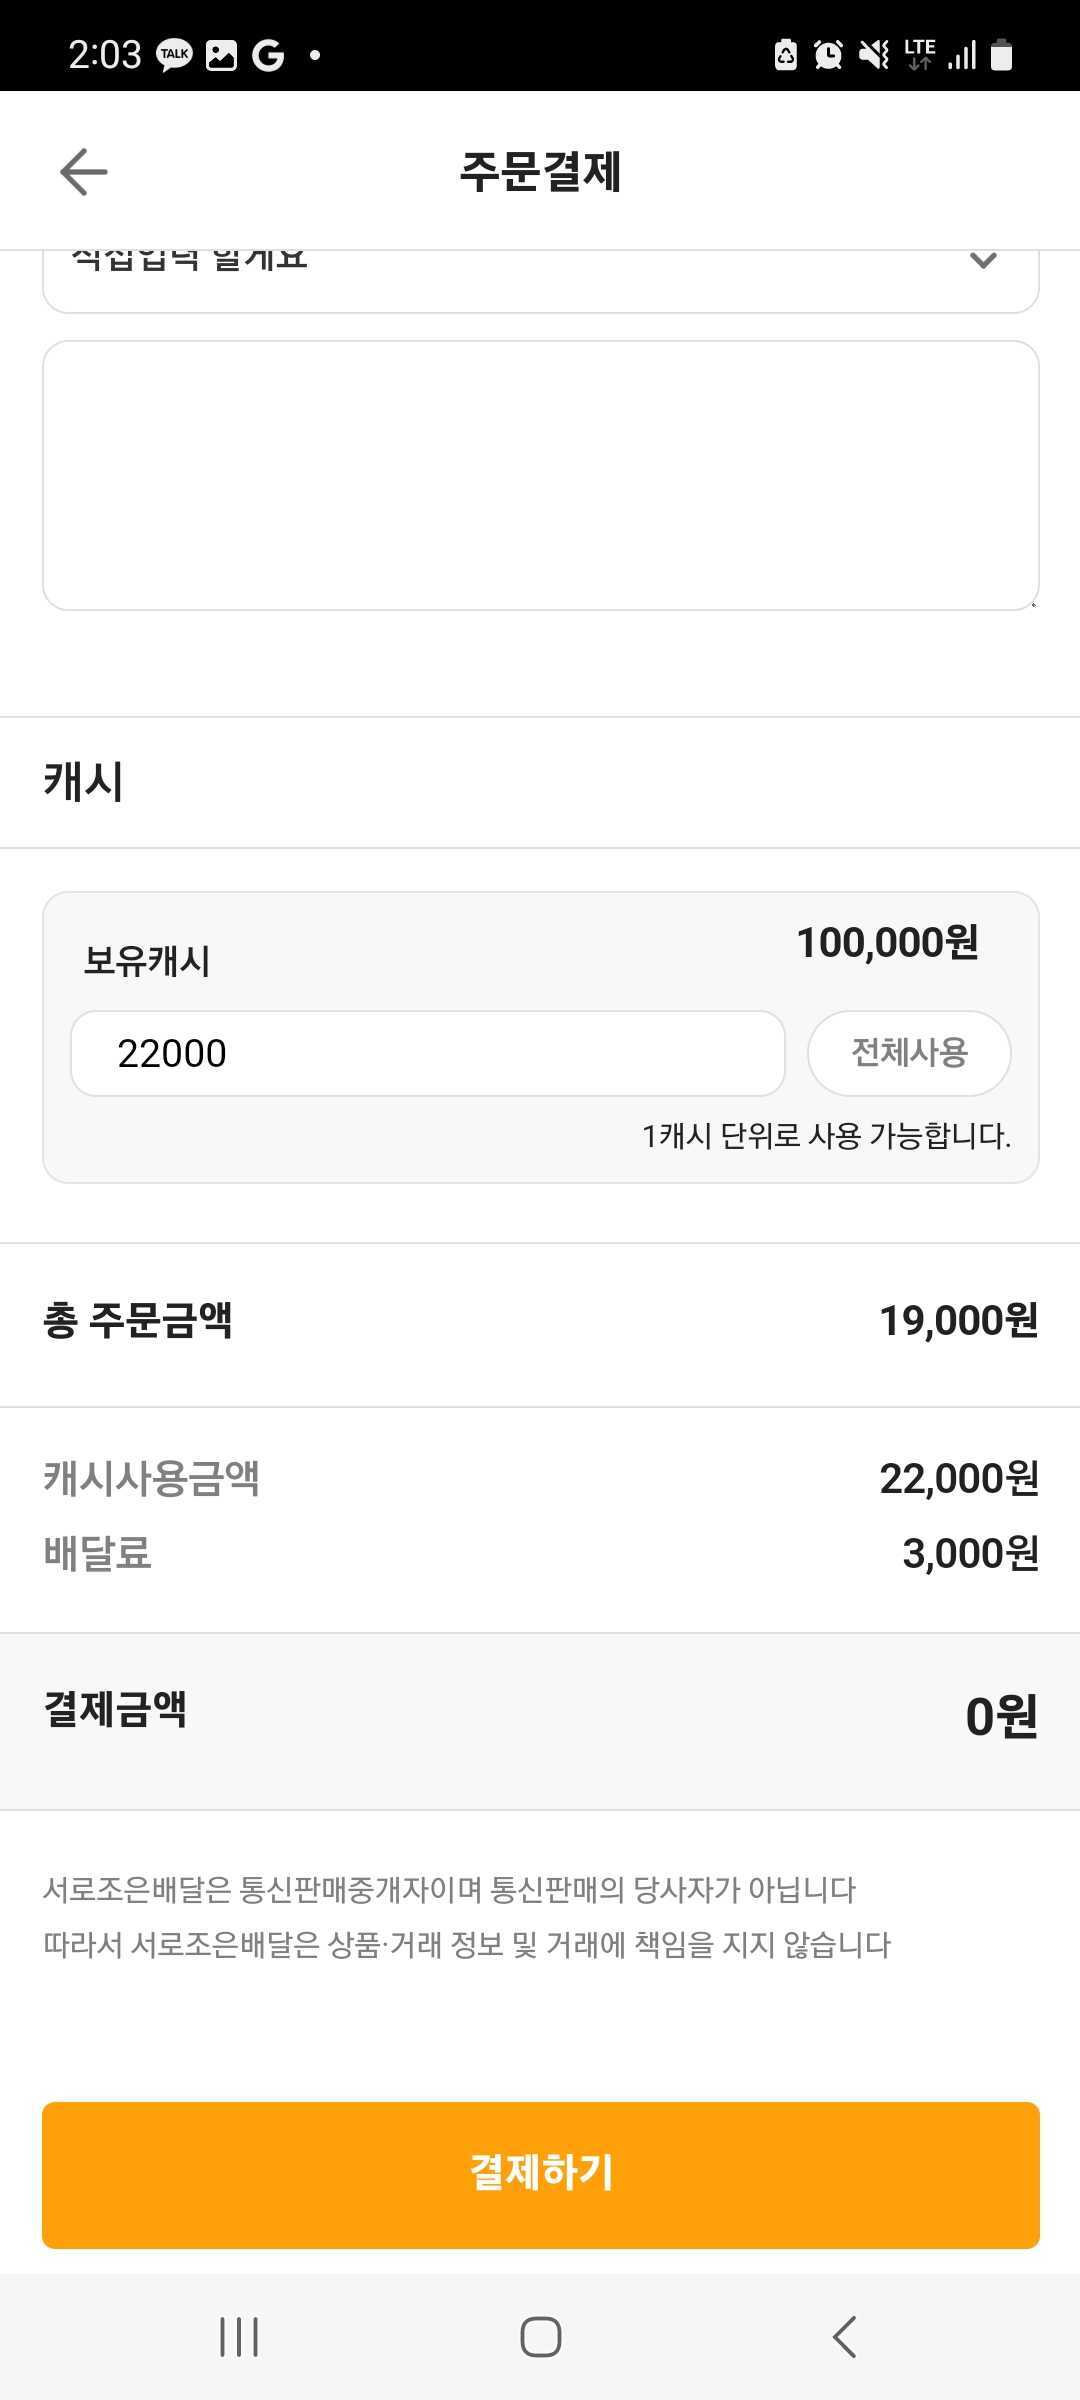 2:03 TALK G LTE
주문결제
직접입력 할게요
캐시
보유캐시 100,000원
22000 전체사용
1캐시 단위로 사용 가능합니다.
총 주문금액 19,000원
캐시사용금액 22,000원
배달료 3,000원
결제금액 0원
서로조은배달은 통신판매중개자이며 통신판매의 당사자가 아닙니다
따라서 서로조은배달은 상품·거래 정보 및 거래에 책임을 지지 않습니다
결제하기